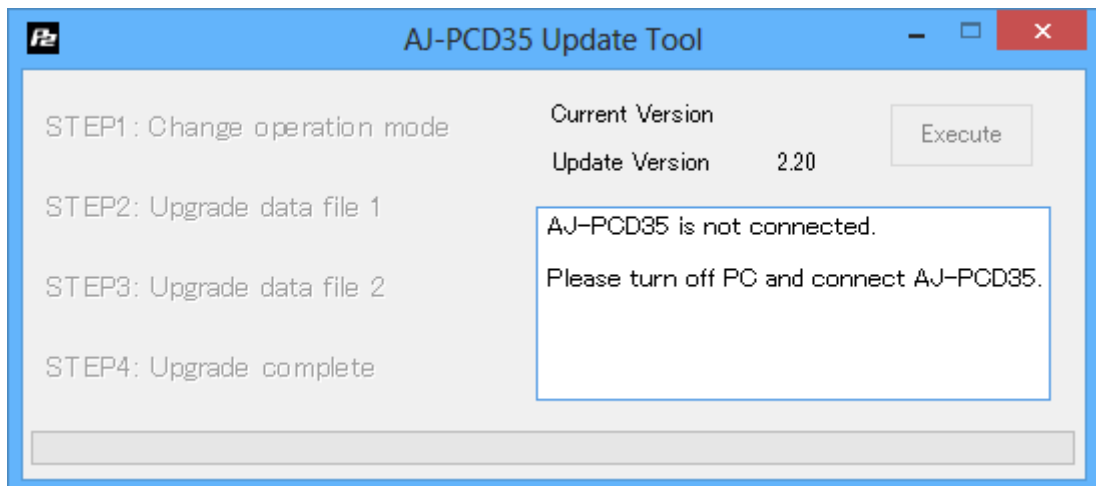 P2
AJ-PCD35 Update Tool
STEP1: Change operation mode
STEP2: Upgrade data file 1
STEP3: Upgrade data file 2
STEP4: Upgrade complete
Current Version
Update Version 2.20
Execute
AJ-PCD35 is not connected.
Please turn off PC and connect AJ-PCD35.